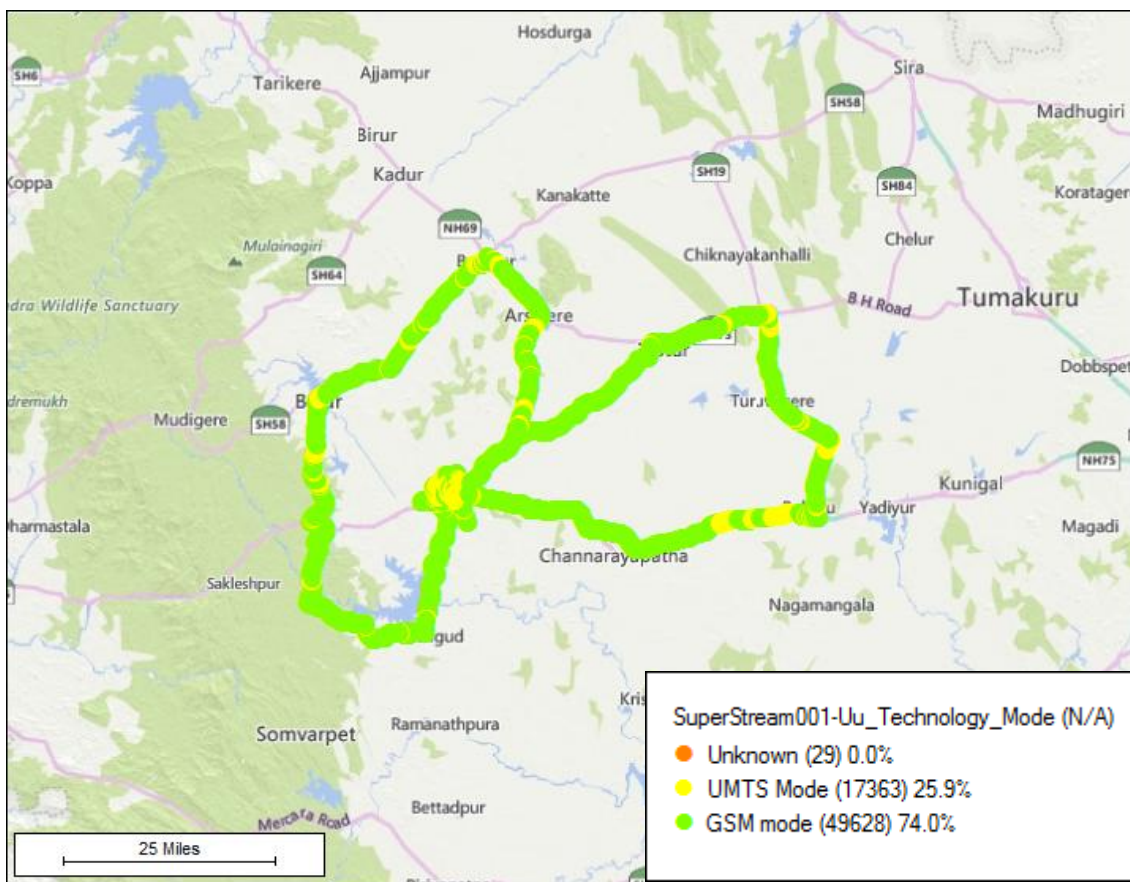 Hosdurga
SH6
Tarikere
Ajjampur
Sira
SH58
Madhugiri
Birur
Koppa
Kadur
SH19
SH84
Kanakatte
NH69
Mulainagiri
Chelur
SH64
Chiknayakanhalli
Wildlife Sanctuary
B H Road
Tumakuru
Mudigere
SH58
NH75
Kunigal
Yadiyur
Magadi
Channarayapatna
Sakleshpur
Nagamangala
Ramanathpura
Somvarpet
Bettadpur
Mercara Road
25 Miles
SuperStream001-Uu_Technology_Mode (N/A)
Unknown (29) 0.0%
UMTS Mode (17363) 25.9%
GSM mode (49628) 74.0%